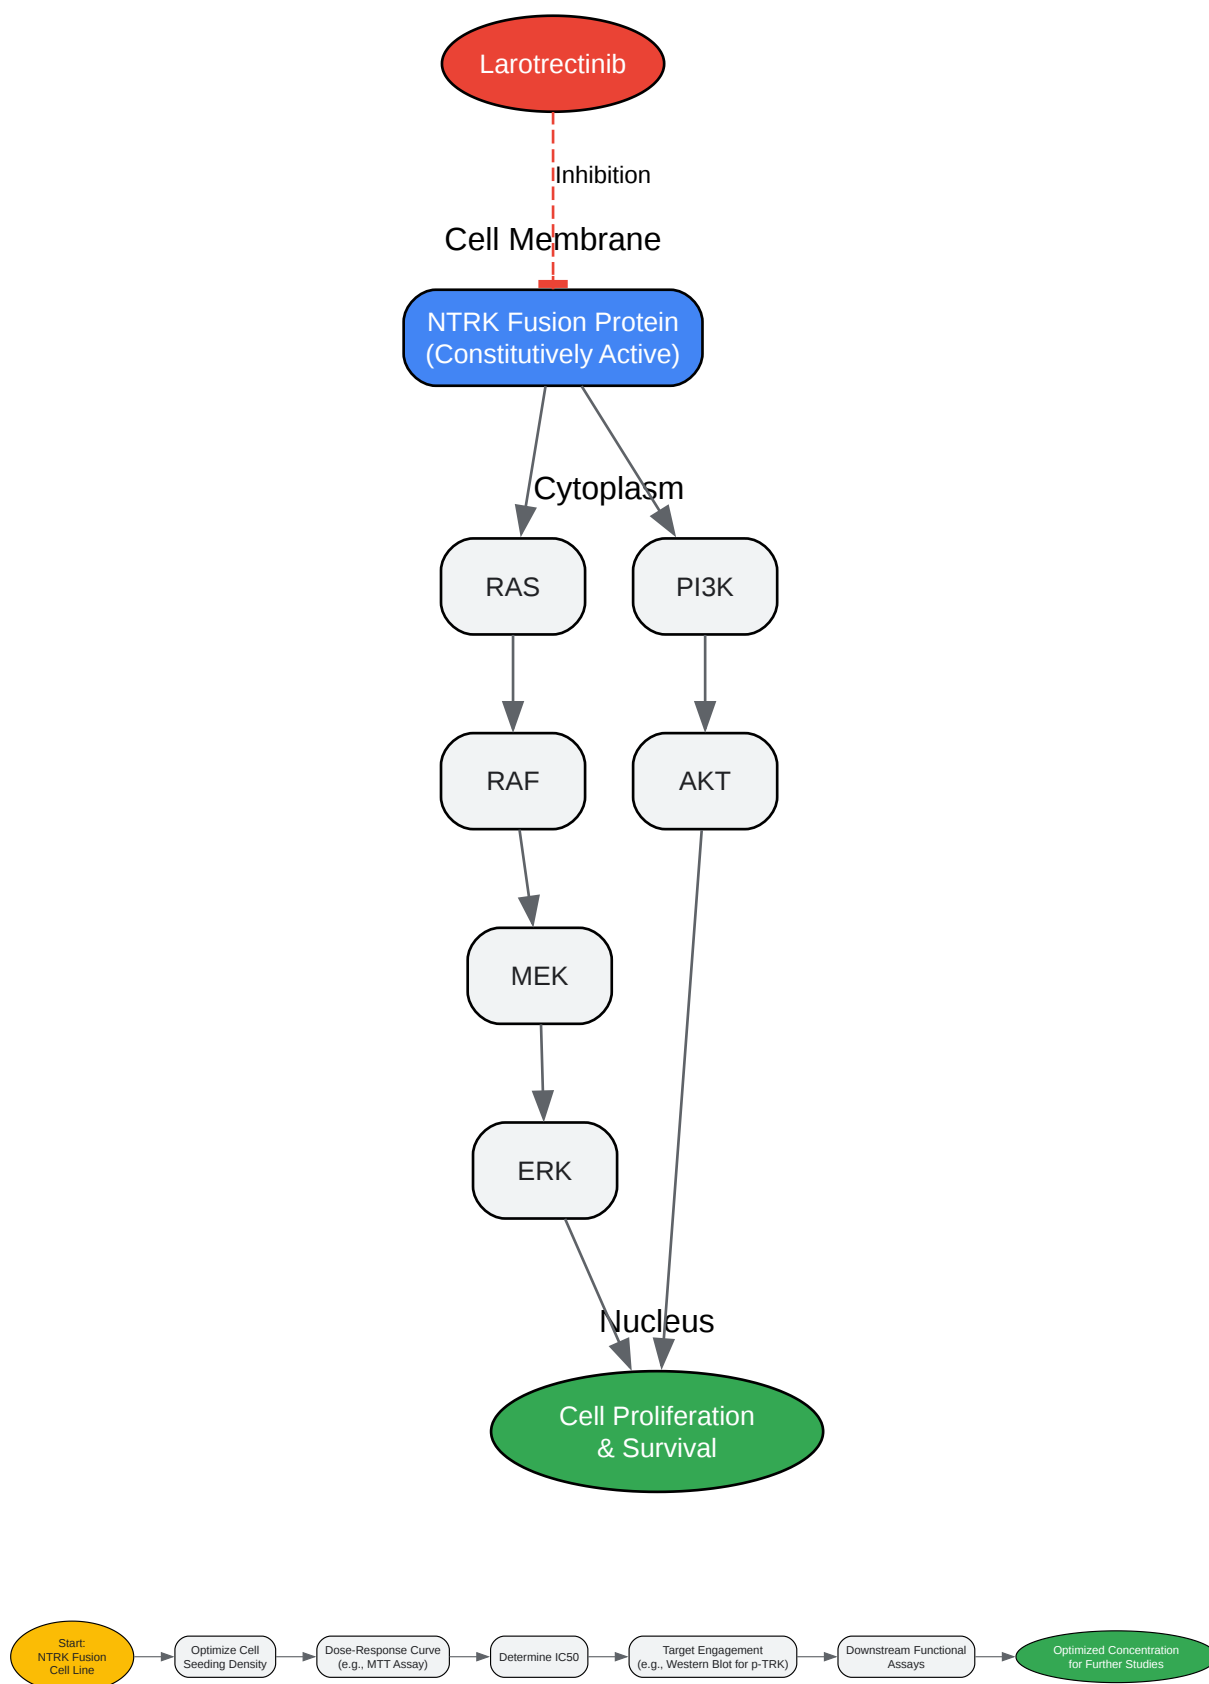 Larotrectinib
Inhibition
Cell Membrane
NTRK Fusion Protein
(Constitutively Active)
Cytoplasm
RAS
PI3K
RAF
AKT
MEK
ERK
Nucleus
Cell Proliferation
& Survival
Start:
NTRK Fusion
Cell Line
Optimize Cell
Seeding Density
Dose-Response Curve
(e.g., MTT Assay)
Determine IC50
Target Engagement
(e.g., Western Blot for p-TRK)
Downstream Functional
Assays
Optimized Concentration
for Further Studies